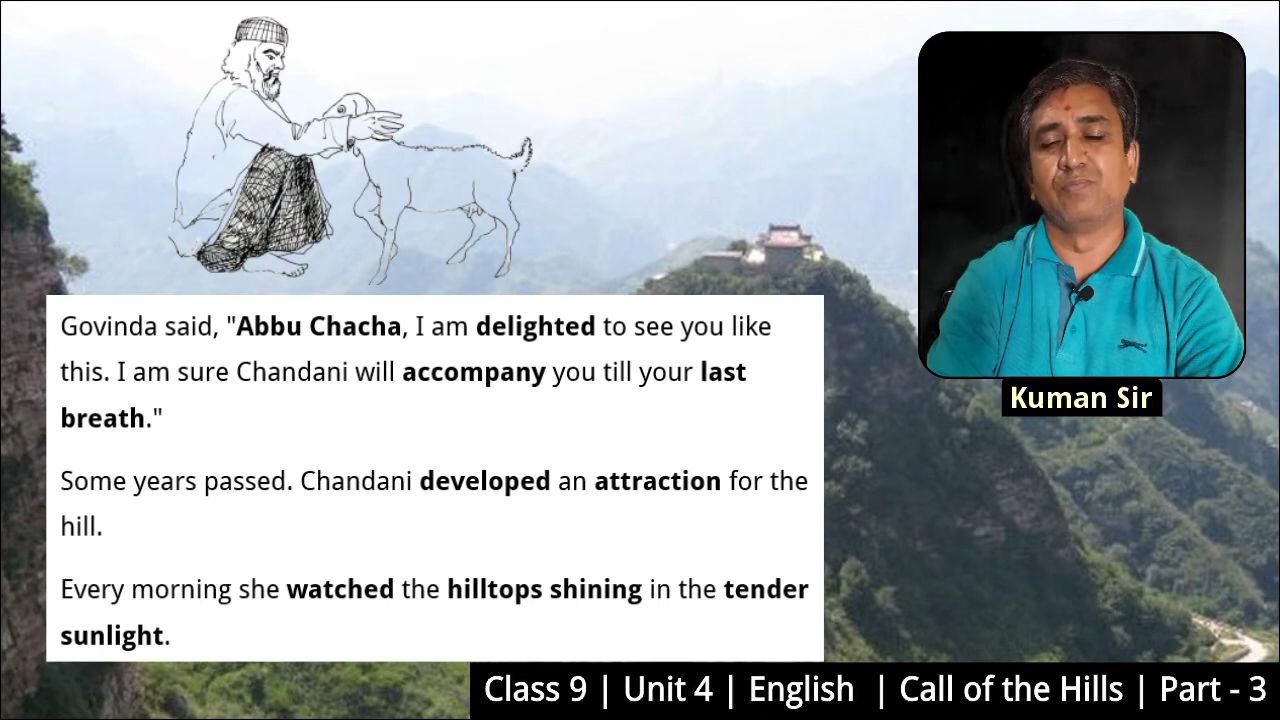 Govinda said, "Abbu Chacha, I am delighted to see you like
this. I am sure Chandani will accompany you till your last
breath."
Some years passed. Chandani developed an attraction for the
hill.
Every morning she watched the hilltops shining in the tender
sunlight.
Kuman Sir
Class 9 | Unit 4 | English | Call of the Hills | Part - 3